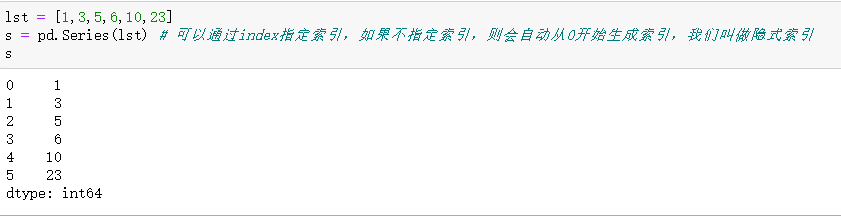 lst = [1,3,5,6,10,23]
s = pd.Series(lst) # 可以通过index指定索引，如果不指定索引，则会自动从0开始生成索引，我们叫做隐式索引
s
0     1
1     3
2     5
3     6
4    10
5    23
dtype: int64